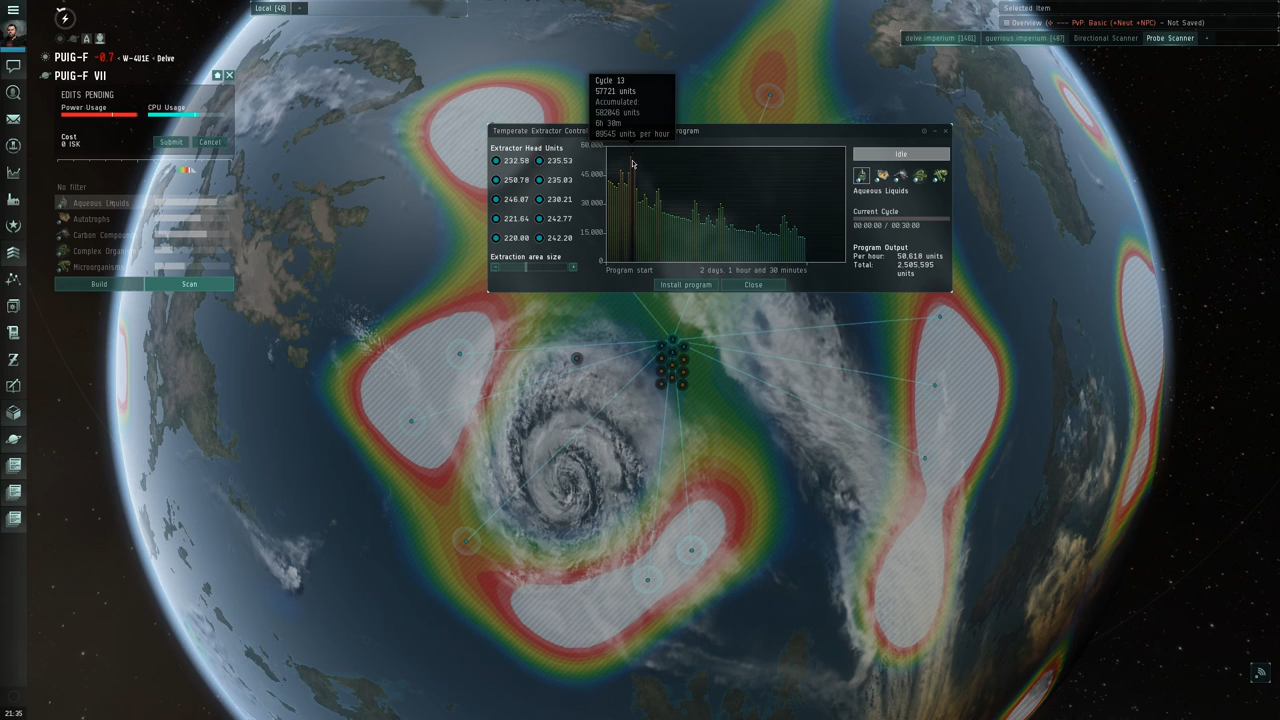 Local [46]
Selected Item
Overview
PvP: Basic (+Neut +NPC) - Not Saved)
delve imperium [1461]
querious imperium [487]
Directional Scanner
Probe Scanner
+
A
PUIG-F -0.7 < W-4U1E < Delve
PUIG-F VII
EDITS PENDING
Power Usage
CPU Usage
Cost
0 ISK
Submit
Cancel
No filter
Aqueous Liquids
Autotrophs
Carbon Compoun
Complex Organ
Microorganisms
Build
Scan
Cycle 13
57721 units
Accumulated:
582046 units
6h 30m
89545 units per hour
Temperate Extractor Control
rogram
Extractor Head Units
232.58
235.53
250.78
235.03
246.07
230.21
221.64
242.77
220.00
242.20
Extraction area size
60.000
45.000
30.000
15.000
0
Program start
2 days, 1 hour and 30 minutes
Install program
Close
Idle
Aqueous Liquids
Current Cycle
00:00:00 / 00:30:00
Program Output
Per hour: 50,618 units
Total: 2,505,595
units
21:35